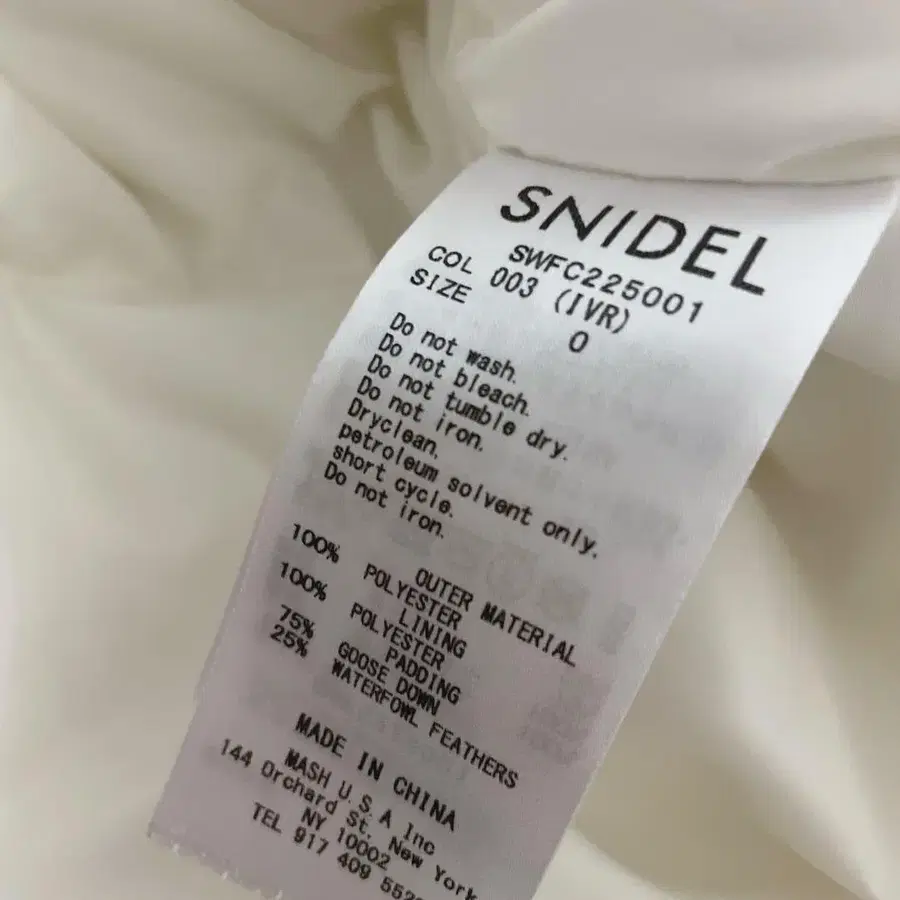 SNIDEL
SWFC225001
COL 003 (IVR)
SIZE 0
Do not wash.
Do not bleach.
Do not tumble dry.
Do not iron.
Dryclean.
petroleum solvent only.
short cycle.
Do not iron.
OUTER MATERIAL
100% POLYESTER
LINING
100% POLYESTER
PADDING
75% GOOSE DOWN
25% WATERFOWL FEATHERS
MADE IN CHINA
MASH U.S.A Inc
144 Orchard St. New York
NY 10002
TEL 917 409